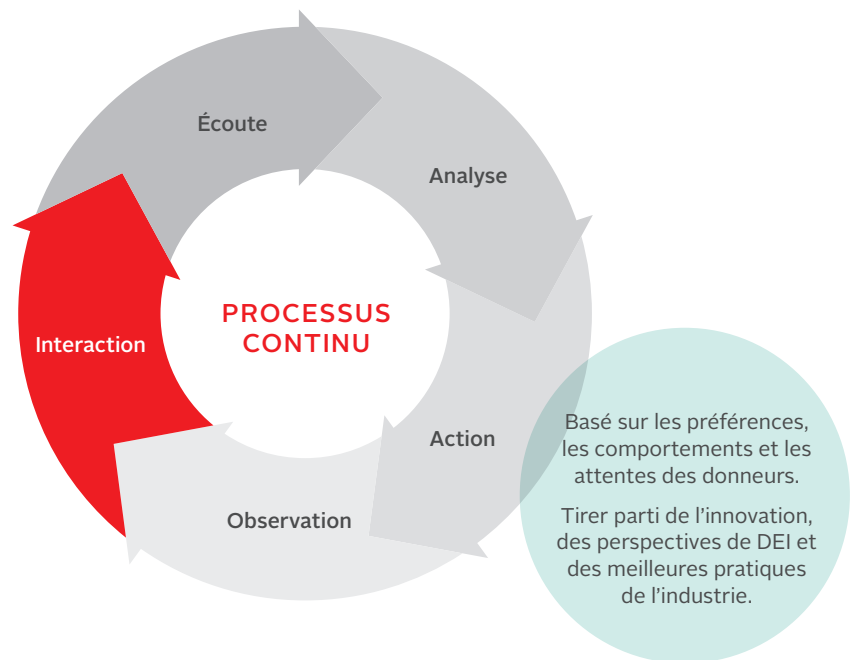 Écoute
Analyse
PROCESSUS
CONTINU
Interaction
Action
Observation
Basé sur les préférences,
les comportements et les
attentes des donneurs.
Tirer parti de l’innovation,
des perspectives de DEI et
des meilleures pratiques
de l’industrie.